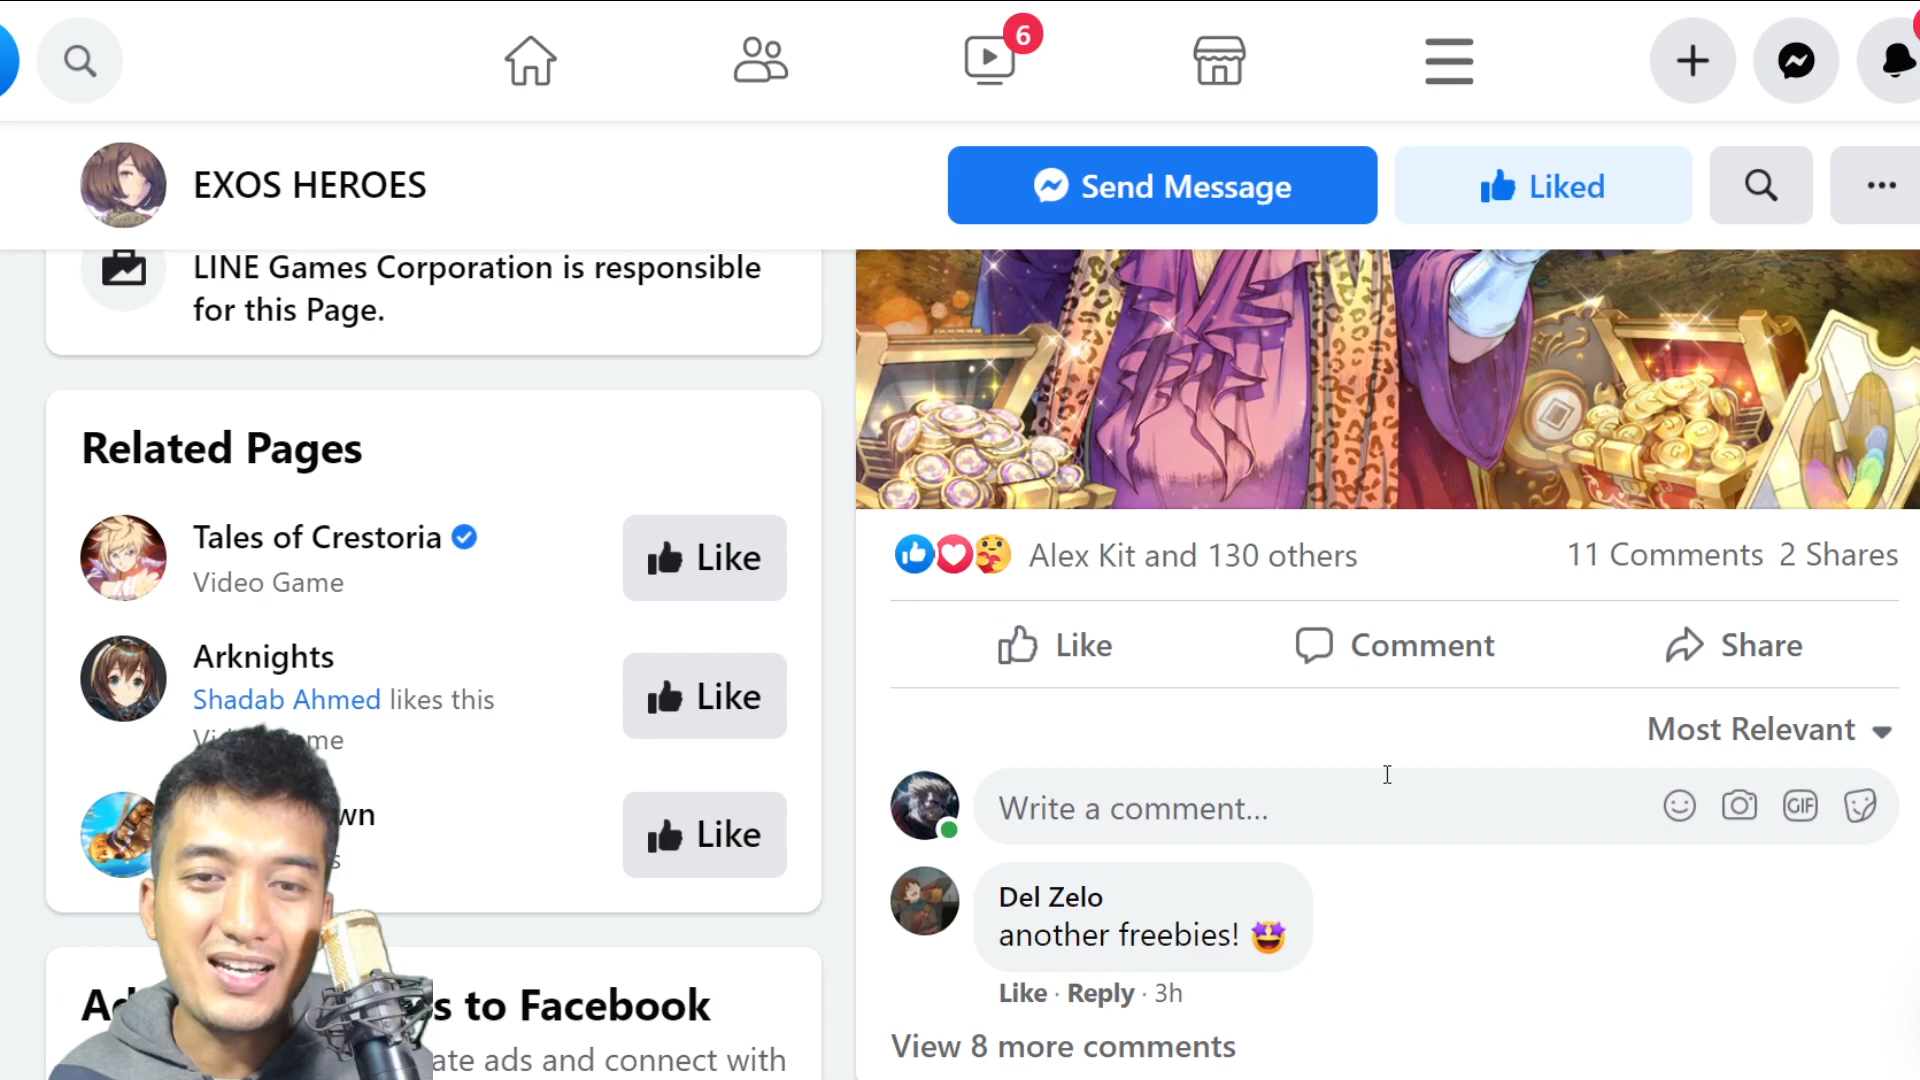 6
EXOS HEROES
Send Message
Liked
LINE Games Corporation is responsible
for this Page.
Related Pages
Tales of Crestoria
Video Game
Like
Arknights
Shadab Ahmed likes this
Like
wn
s
Like
s to Facebook
ate ads and connect with
Alex Kit and 130 others
11 Comments 2 Shares
Like
Comment
Share
Most Relevant
Write a comment...
GIF
Del Zelo
another freebies! 🤩
Like · Reply · 3h
View 8 more comments